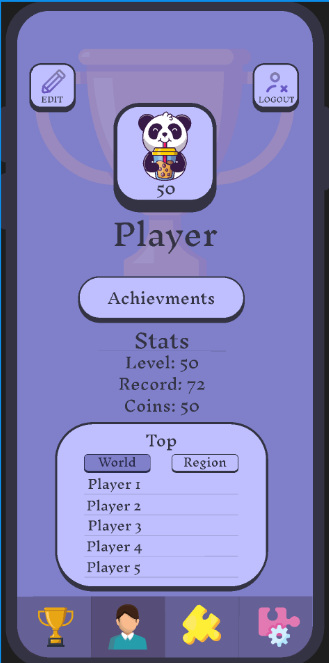 EDIT
LOGOUT
50
Player
Achievments
Stats
Level: 50
Record: 72
Coins: 50
Top
World Region
Player 1
Player 2
Player 3
Player 4
Player 5